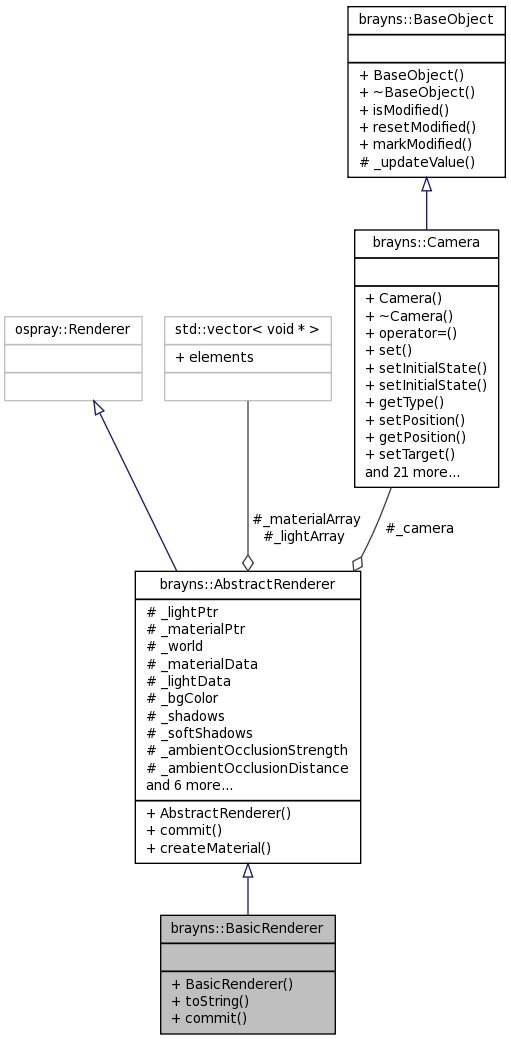 brayns::BaseObject
+ BaseObject()
+ ~BaseObject()
+ isModified()
+ resetModified()
+ markModified()
# _updateValue()
brayns::Camera
+ Camera()
+ ~Camera()
+ operator=()
+ set()
+ setInitialState()
+ setInitialState()
+ getType()
+ setPosition()
+ getPosition()
+ setTarget()
and 21 more...
ospray::Renderer
std::vector< void * >
+ elements
#_materialArray
#_lightArray
#_camera
brayns::AbstractRenderer
# _lightPtr
# _materialPtr
# _world
# _materialData
# _lightData
# _bgColor
# _shadows
# _softShadows
# _ambientOcclusionStrength
# _ambientOcclusionDistance
and 6 more...
+ AbstractRenderer()
+ commit()
+ createMaterial()
brayns::BasicRenderer
+ BasicRenderer()
+ toString()
+ commit()